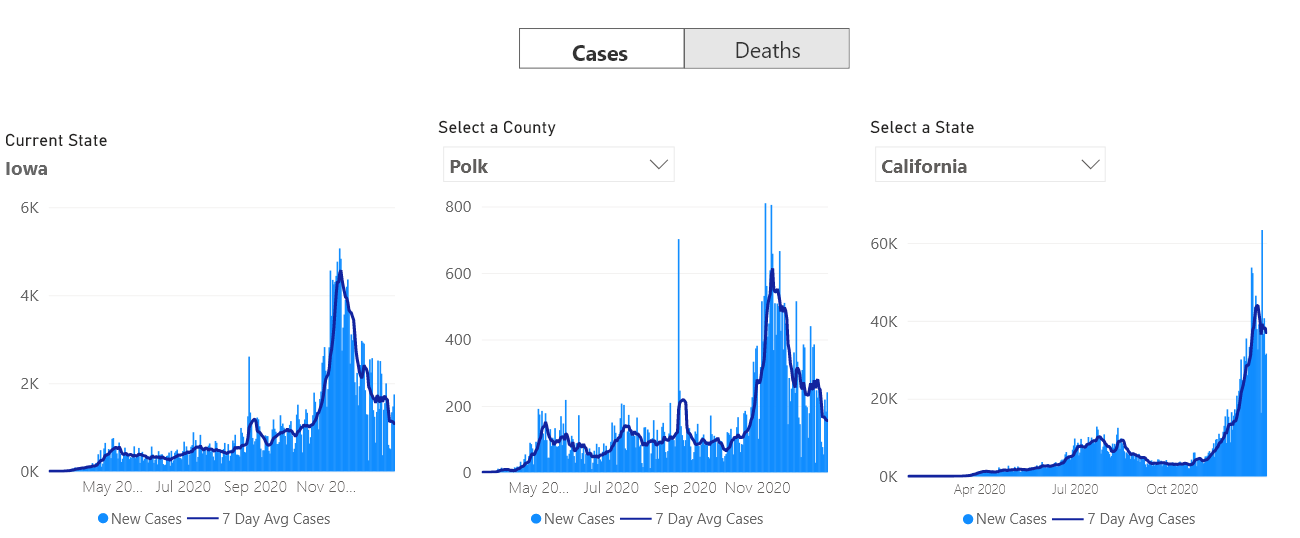 Cases Deaths
Current State
Iowa
6K
4K
2K
0K
May 20... Jul 2020 Sep 2020 Nov 20...
New Cases 7 Day Avg Cases
Select a County
Polk
800
600
400
200
0
May 20... Jul 2020 Sep 2020 Nov 2020
New Cases 7 Day Avg Cases
Select a State
California
60K
40K
20K
0K
Apr 2020 Jul 2020 Oct 2020
New Cases 7 Day Avg Cases